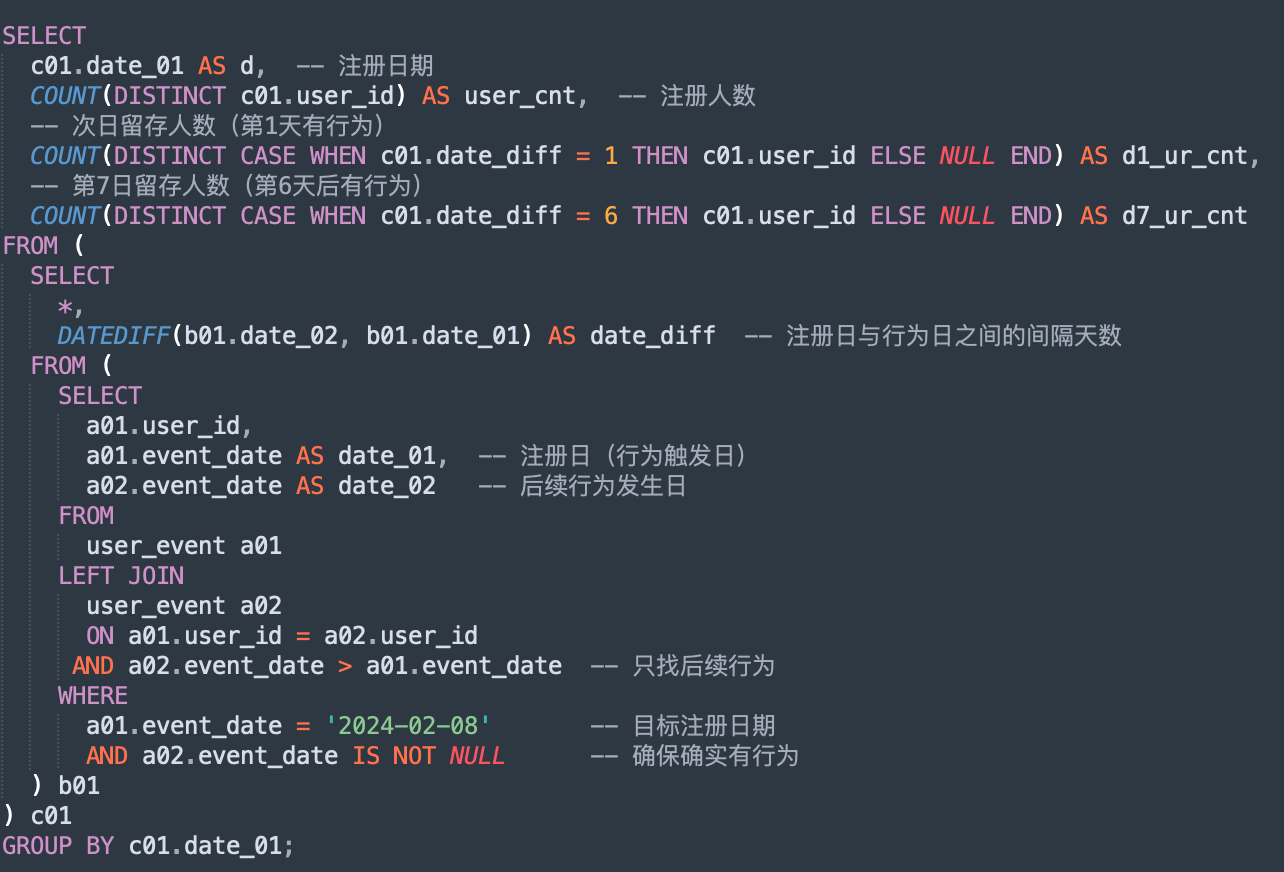 SELECT
  c01.date_01 AS d,  -- 注册日期
  COUNT(DISTINCT c01.user_id) AS user_cnt,  -- 注册人数
  -- 次日留存人数（第1天有行为）
  COUNT(DISTINCT CASE WHEN c01.date_diff = 1 THEN c01.user_id ELSE NULL END) AS d1_ur_cnt,
  -- 第7日留存人数（第6天后有行为）
  COUNT(DISTINCT CASE WHEN c01.date_diff = 6 THEN c01.user_id ELSE NULL END) AS d7_ur_cnt
FROM (
  SELECT
    *,
    DATEDIFF(b01.date_02, b01.date_01) AS date_diff  -- 注册日与行为日之间的间隔天数
  FROM (
    SELECT
      a01.user_id,
      a01.event_date AS date_01,  -- 注册日（行为触发日）
      a02.event_date AS date_02   -- 后续行为发生日
    FROM
      user_event a01
    LEFT JOIN
      user_event a02
      ON a01.user_id = a02.user_id
     AND a02.event_date > a01.event_date  -- 只找后续行为
    WHERE
      a01.event_date = '2024-02-08'       -- 目标注册日期
      AND a02.event_date IS NOT NULL      -- 确保确实有行为
  ) b01
) c01
GROUP BY c01.date_01;